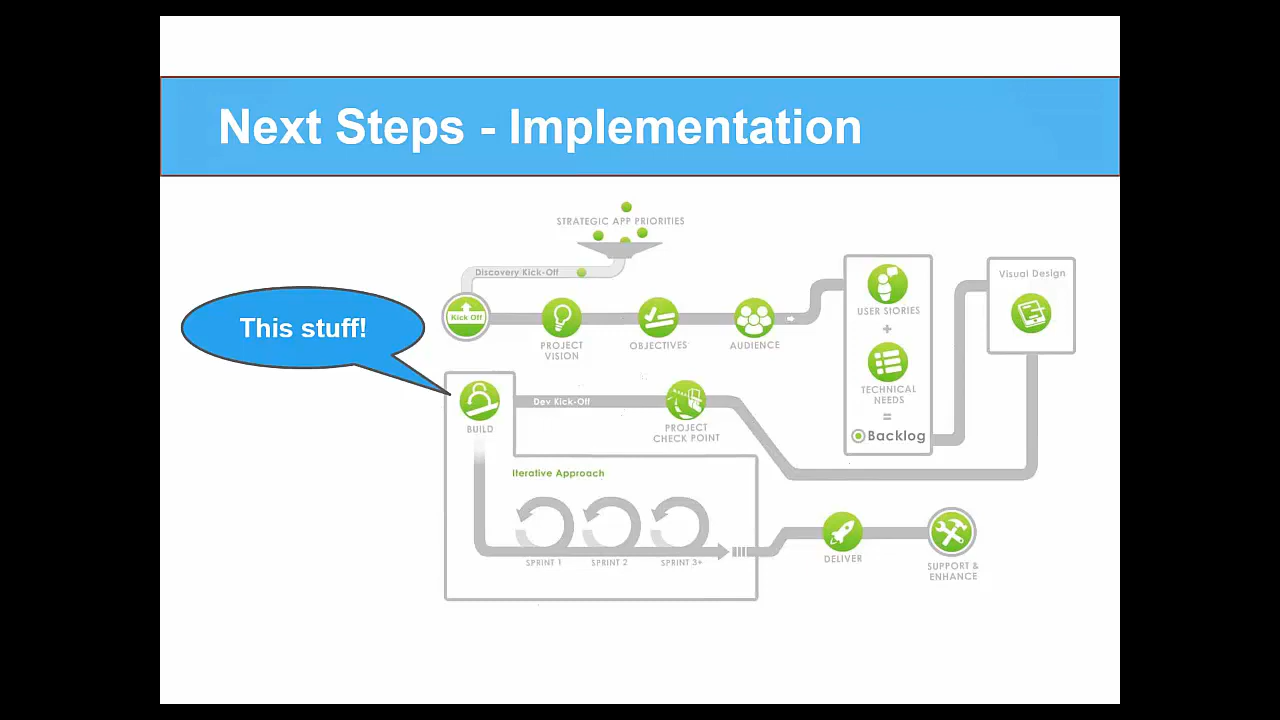 Next Steps - Implementation
STRATEGIC APP PRIORITIES
Discovery Kick-Off
This stuff!
Kick Off
PROJECT
VISION
OBJECTIVES
AUDIENCE
USER STORIES
+
TECHNICAL
NEEDS
=
Backlog
Visual Design
BUILD
Dev Kick-Off
PROJECT
CHECK POINT
Iterative Approach
SPRINT 1
SPRINT 2
SPRINT 3+
DELIVER
SUPPORT &
ENHANCE